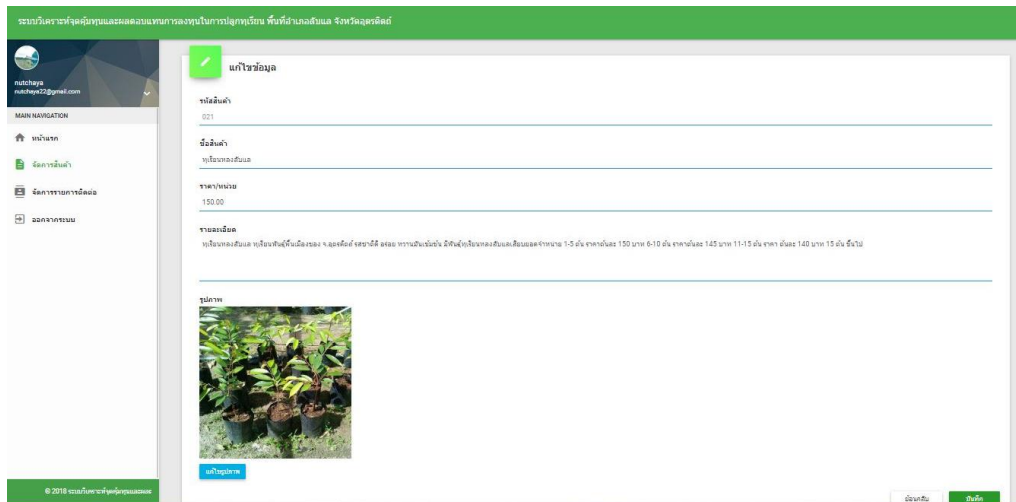 ระบบวิเคราะห์จุดคุ้มทุนและผลตอบแทนการลงทุนในการปลูกทุเรียน พื้นที่อำเภอลับแล จังหวัดอุตรดิตถ์
nutchaya
nutchaya22@gmail.com
MAIN NAVIGATION
หน้าแรก
จัดการสินค้า
จัดการรายการติดต่อ
ออกจากระบบ
© 2018 ระบบวิเคราะห์จุดคุ้มทุนและผลต
แก้ไขข้อมูล
รหัสสินค้า
021
ชื่อสินค้า
ทุเรียนหลงลับแล
ราคา/หน่วย
150.00
รายละเอียด
ทุเรียนหลงลับแล ทุเรียนพันธุ์พื้นเมืองของ จ.อุตรดิตถ์ รสชาติดี อร่อย หวานมันเข้มข้น มีพันธุ์ทุเรียนหลงลับแลเสียบยอดจำหน่าย 1-5 ต้น ราคาต้นละ 150 บาท 6-10 ต้น ราคาต้นละ 145 บาท 11-15 ต้น ราคา ต้นละ 140 บาท 15 ต้น ขึ้นไป
รูปภาพ
แก้ไขรูปภาพ
ย้อนกลับ
บันทึก